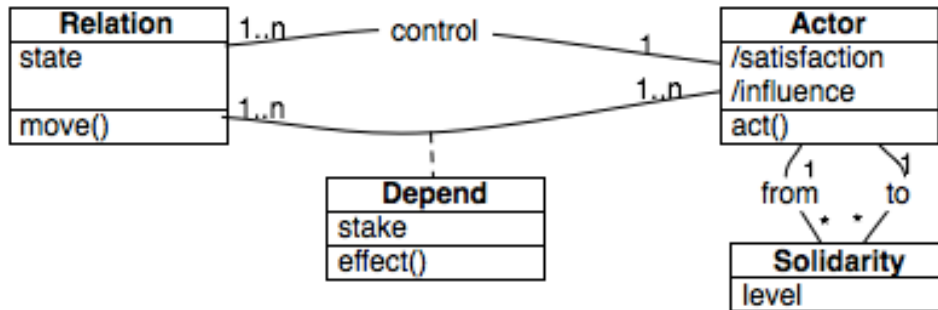 Relation
state
move()
1..n
control
1
1..n
1..n
Actor
/satisfaction
/influence
act()
Depend
stake
effect()
1
1
from
to
*
*
Solidarity
level